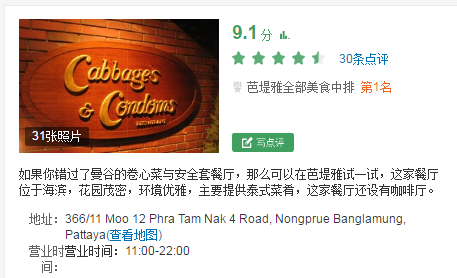 Cabbages
& Condoms
RESTAURANT
31张照片
9.1分
30条点评
芭堤雅全部美食中排 第1名
写点评
如果你错过了曼谷的卷心菜与安全套餐厅，那么可以在芭堤雅试一试，这家餐厅
位于海滨，花园茂密，环境优雅，主要提供泰式菜肴，这家餐厅还设有咖啡厅。
地址： 366/11 Moo 12 Phra Tam Nak 4 Road, Nongprue Banglamung,
Pattaya(查看地图)
营业时 营业时间：11:00-22:00
间：